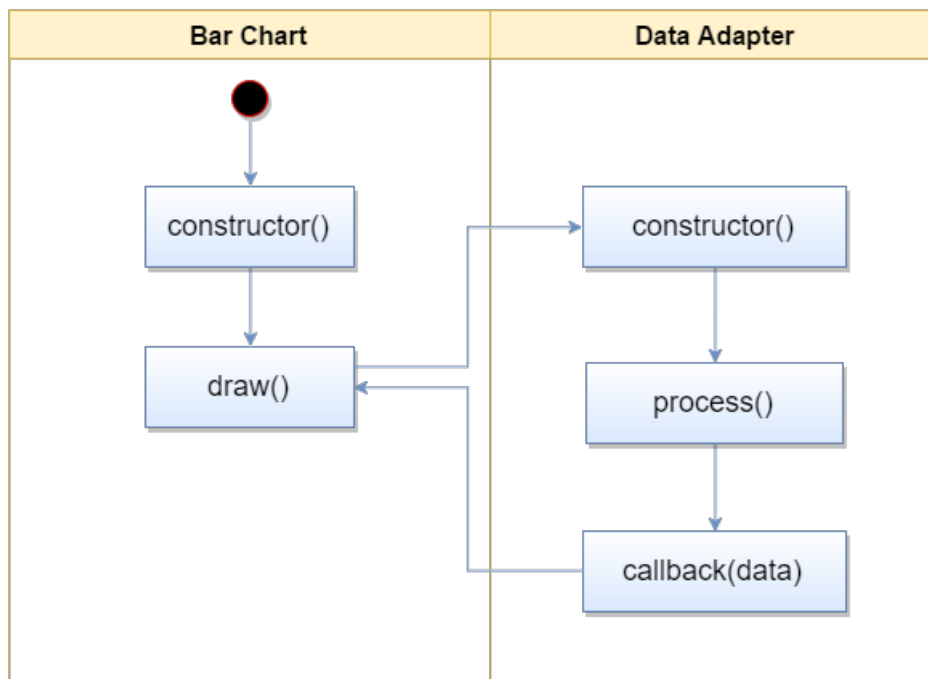 Bar Chart
Data Adapter
constructor()
constructor()
draw()
process()
callback(data)